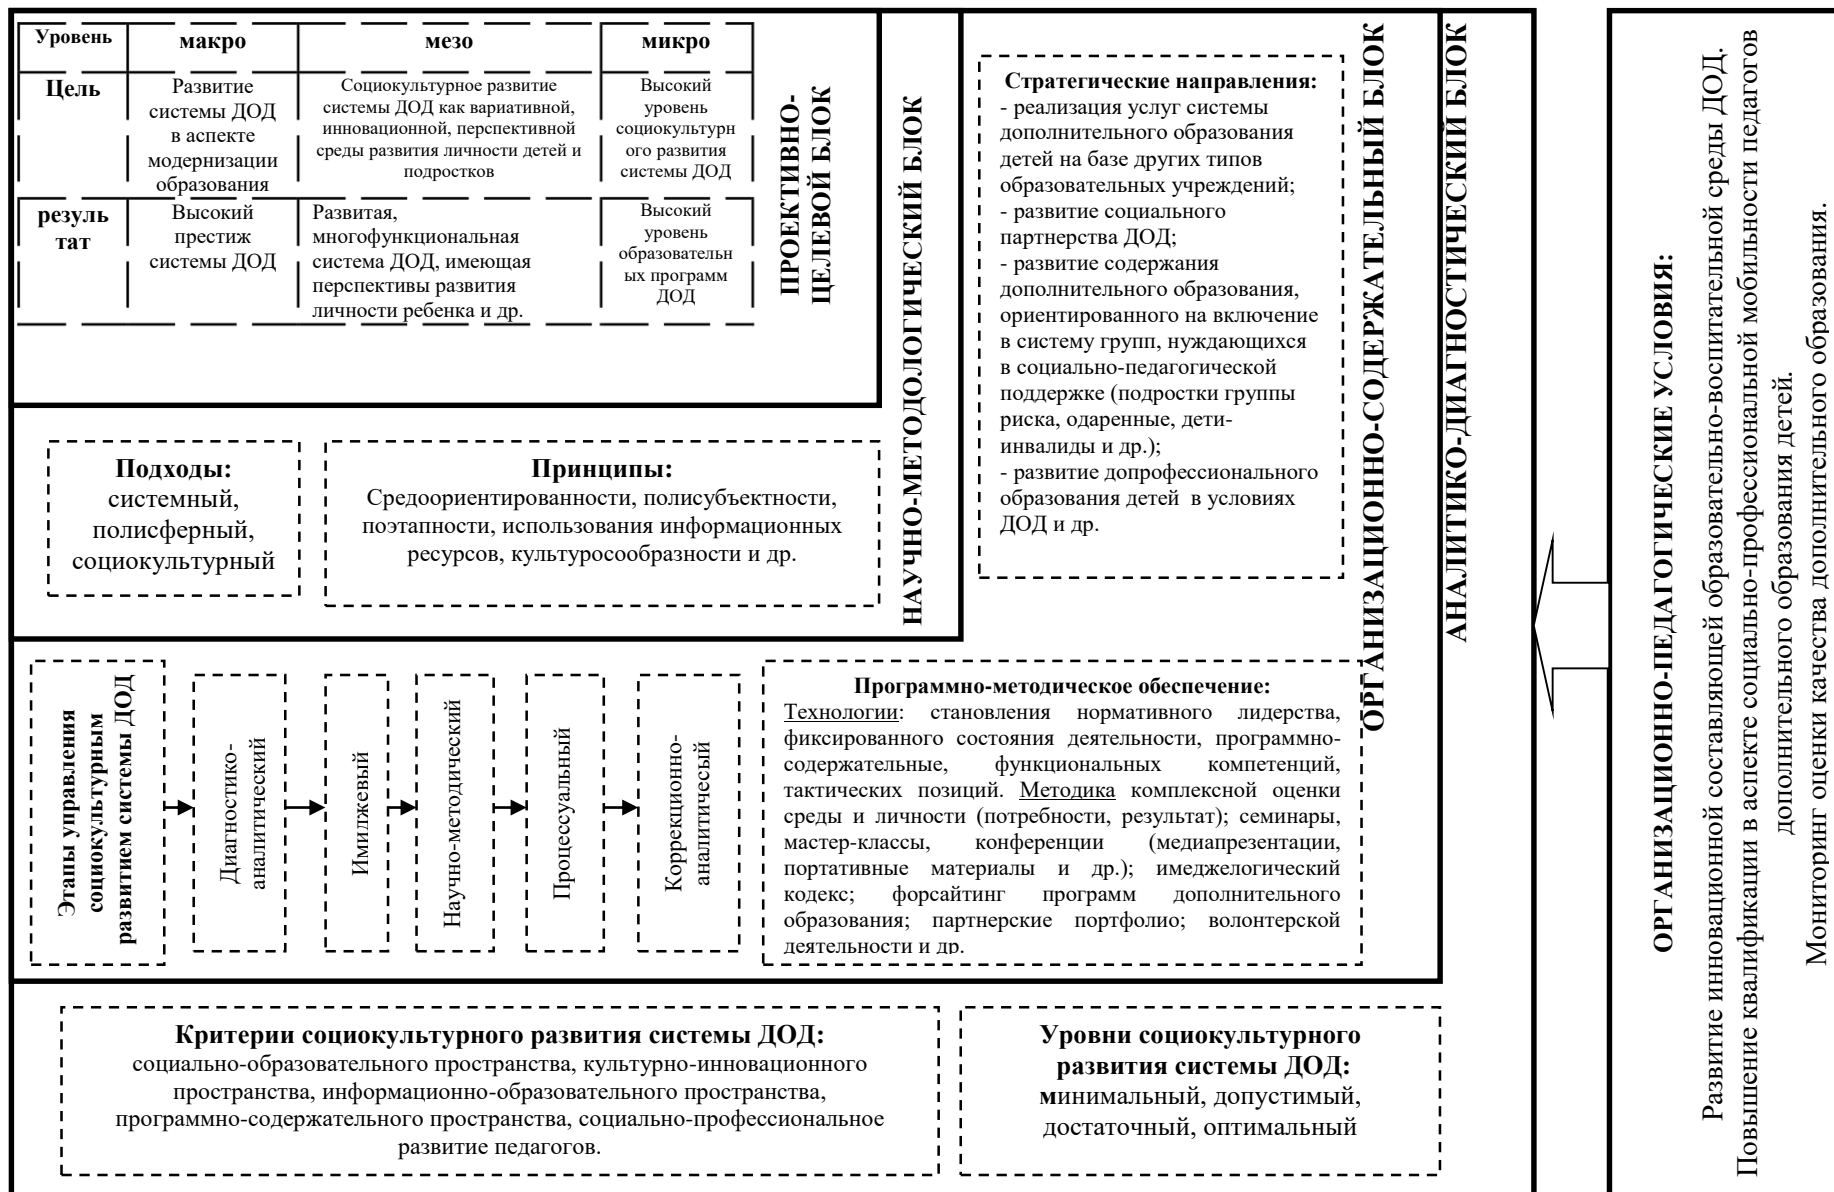 Уровень
макро
мезо
микро
Цель
Развитие
системы ДОД
в аспекте
модернизации
образования
Социокультурное развитие
системы ДОД как вариативной,
инновационной, перспективной
среды развития личности детей и
подростков
Высокий
уровень
социокультурн
ого развития
системы ДОД
резуль
тат
Высокий
престиж
системы ДОД
Развитая,
многофункциональная
система ДОД, имеющая
перспективы развития
личности ребенка и др.
Высокий
уровень
образовательн
ых программ
ДОД
ПРОЕКТИВНО-
ЦЕЛЕВОЙ БЛОК
Подходы:
системный,
полисферный,
социокультурный
Принципы:
Средоориентированности, полисубъектности,
поэтапности, использования информационных
ресурсов, культуросообразности и др.
НАУЧНО-МЕТОДОЛОГИЧЕСКИЙ БЛОК
Стратегические направления:
- реализация услуг системы
дополнительного образования
детей на базе других типов
образовательных учреждений;
- развитие социального
партнерства ДОД;
- развитие содержания
дополнительного образования,
ориентированного на включение
в систему групп, нуждающихся
в социально-педагогической
поддержке (подростки группы
риска, одаренные, дети-
инвалиды и др.);
- развитие допрофессионального
образования детей в условиях
ДОД и др.
Этапы управления
социокультурным
развитием системы ДОД
Диагностико-
аналитический
Имиджевый
Научно-методический
Процессуальный
Коррекционно-
аналитичесый
Программно-методическое обеспечение:
Технологии: становления нормативного лидерства,
фиксированного состояния деятельности, программно-
содержательные, функциональных компетенций,
тактических позиций. Методика комплексной оценки
среды и личности (потребности, результат); семинары,
мастер-классы, конференции (медиапрезентации,
портативные материалы и др.); имеджелогический
кодекс; форсайтинг программ дополнительного
образования; партнерские портфолио; волонтерской
деятельности и др.
ОРГАНИЗАЦИОННО-СОДЕРЖАТЕЛЬНЫЙ БЛОК
Критерии социокультурного развития системы ДОД:
социально-образовательного пространства, культурно-инновационного
пространства, информационно-образовательного пространства,
программно-содержательного пространства, социально-профессиональное
развитие педагогов.
Уровни социокультурного
развития системы ДОД:
минимальный, допустимый,
достаточный, оптимальный
АНАЛИТИКО-ДИАГНОСТИЧЕСКИЙ БЛОК
ОРГАНИЗАЦИОННО-ПЕДАГОГИЧЕСКИЕ УСЛОВИЯ:
Развитие инновационной составляющей образовательно-воспитательной среды ДОД.
Повышение квалификации в аспекте социально-профессиональной мобильности педагогов
дополнительного образования детей.
Мониторинг оценки качества дополнительного образования.